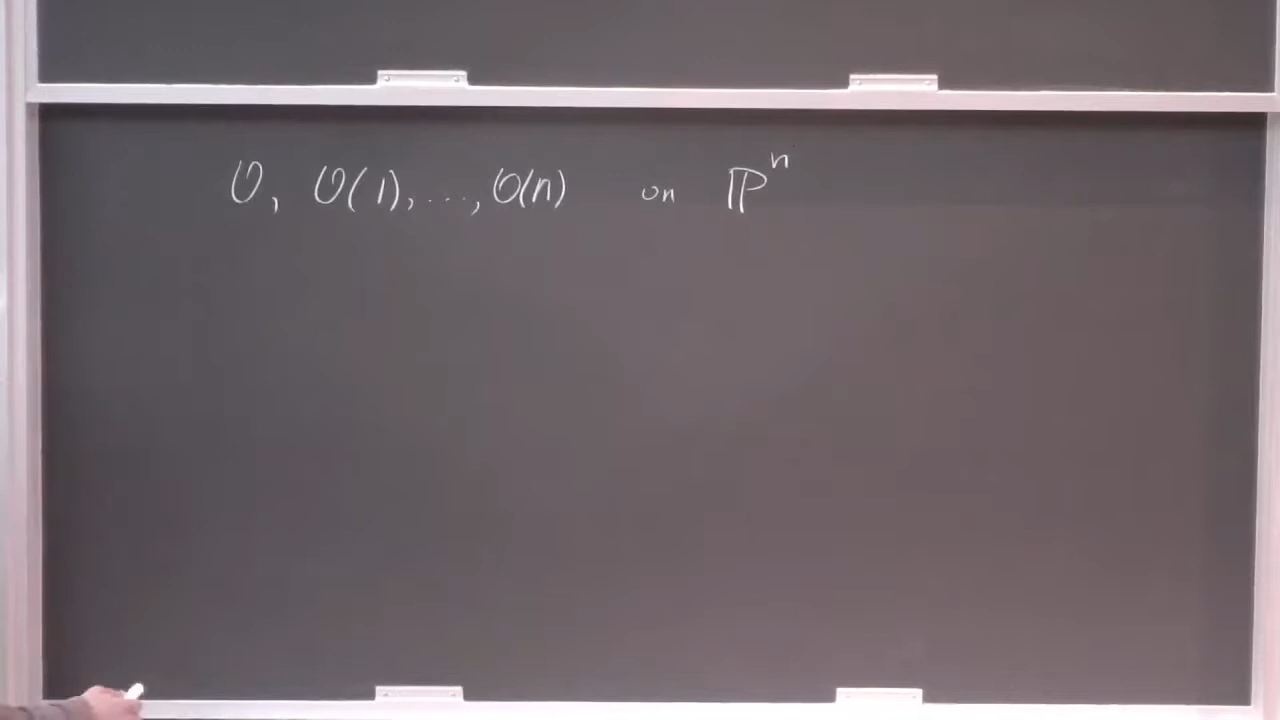 𝒪, 𝒪(1), ..., 𝒪(n) on ℙⁿ